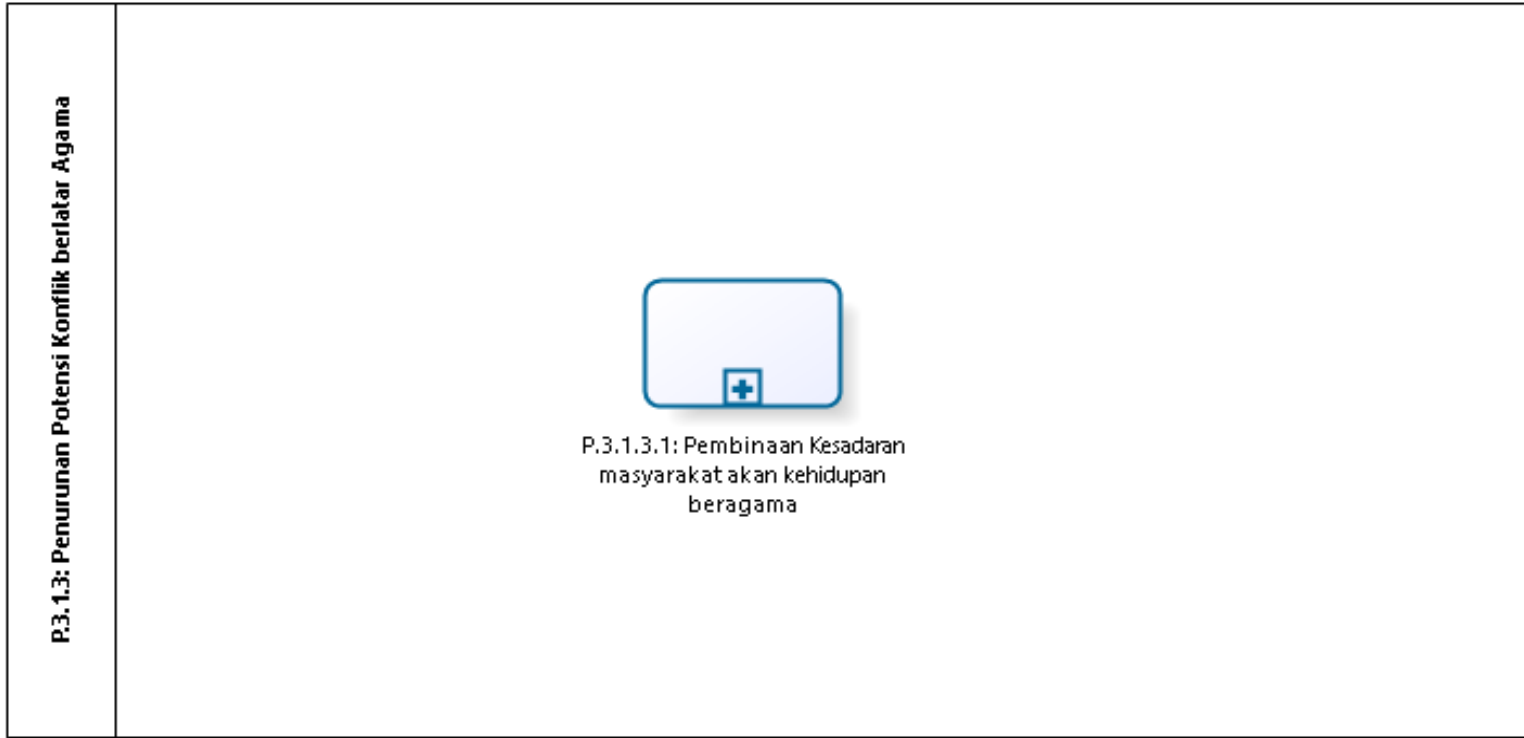 P.3.1.3: Penurunan Potensi Konflik berlatar Agama
P.3.1.3.1: Pembinaan Kesadaran
masyarakat akan kehidupan
beragama